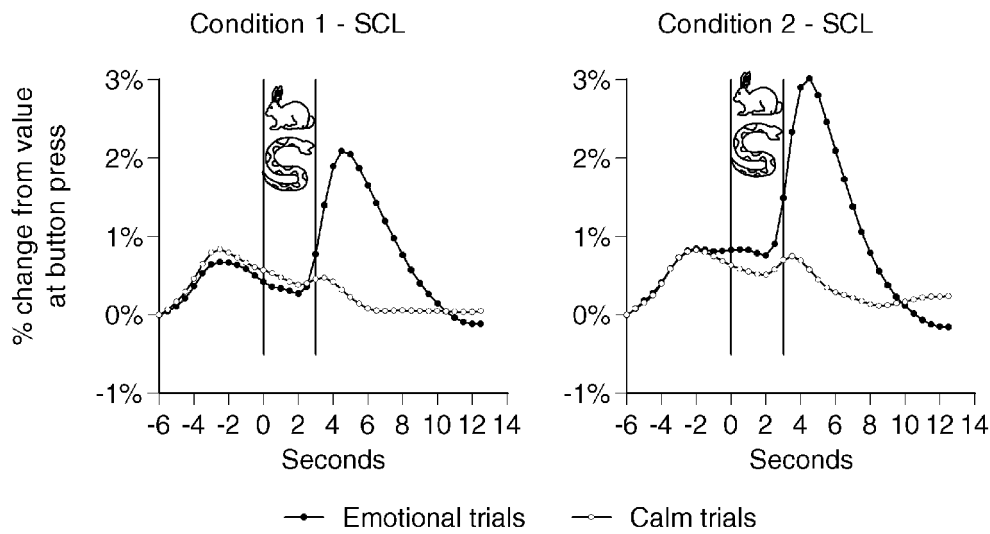 Condition 1 - SCL
Condition 2 - SCL
% change from value
at button press
3%
2%
1%
0%
-1%
-6 -4 -2 0 2 4 6 8 10 12 14
Seconds
3%
2%
1%
0%
-1%
-6 -4 -2 0 2 4 6 8 10 12 14
Seconds
Emotional trials
Calm trials